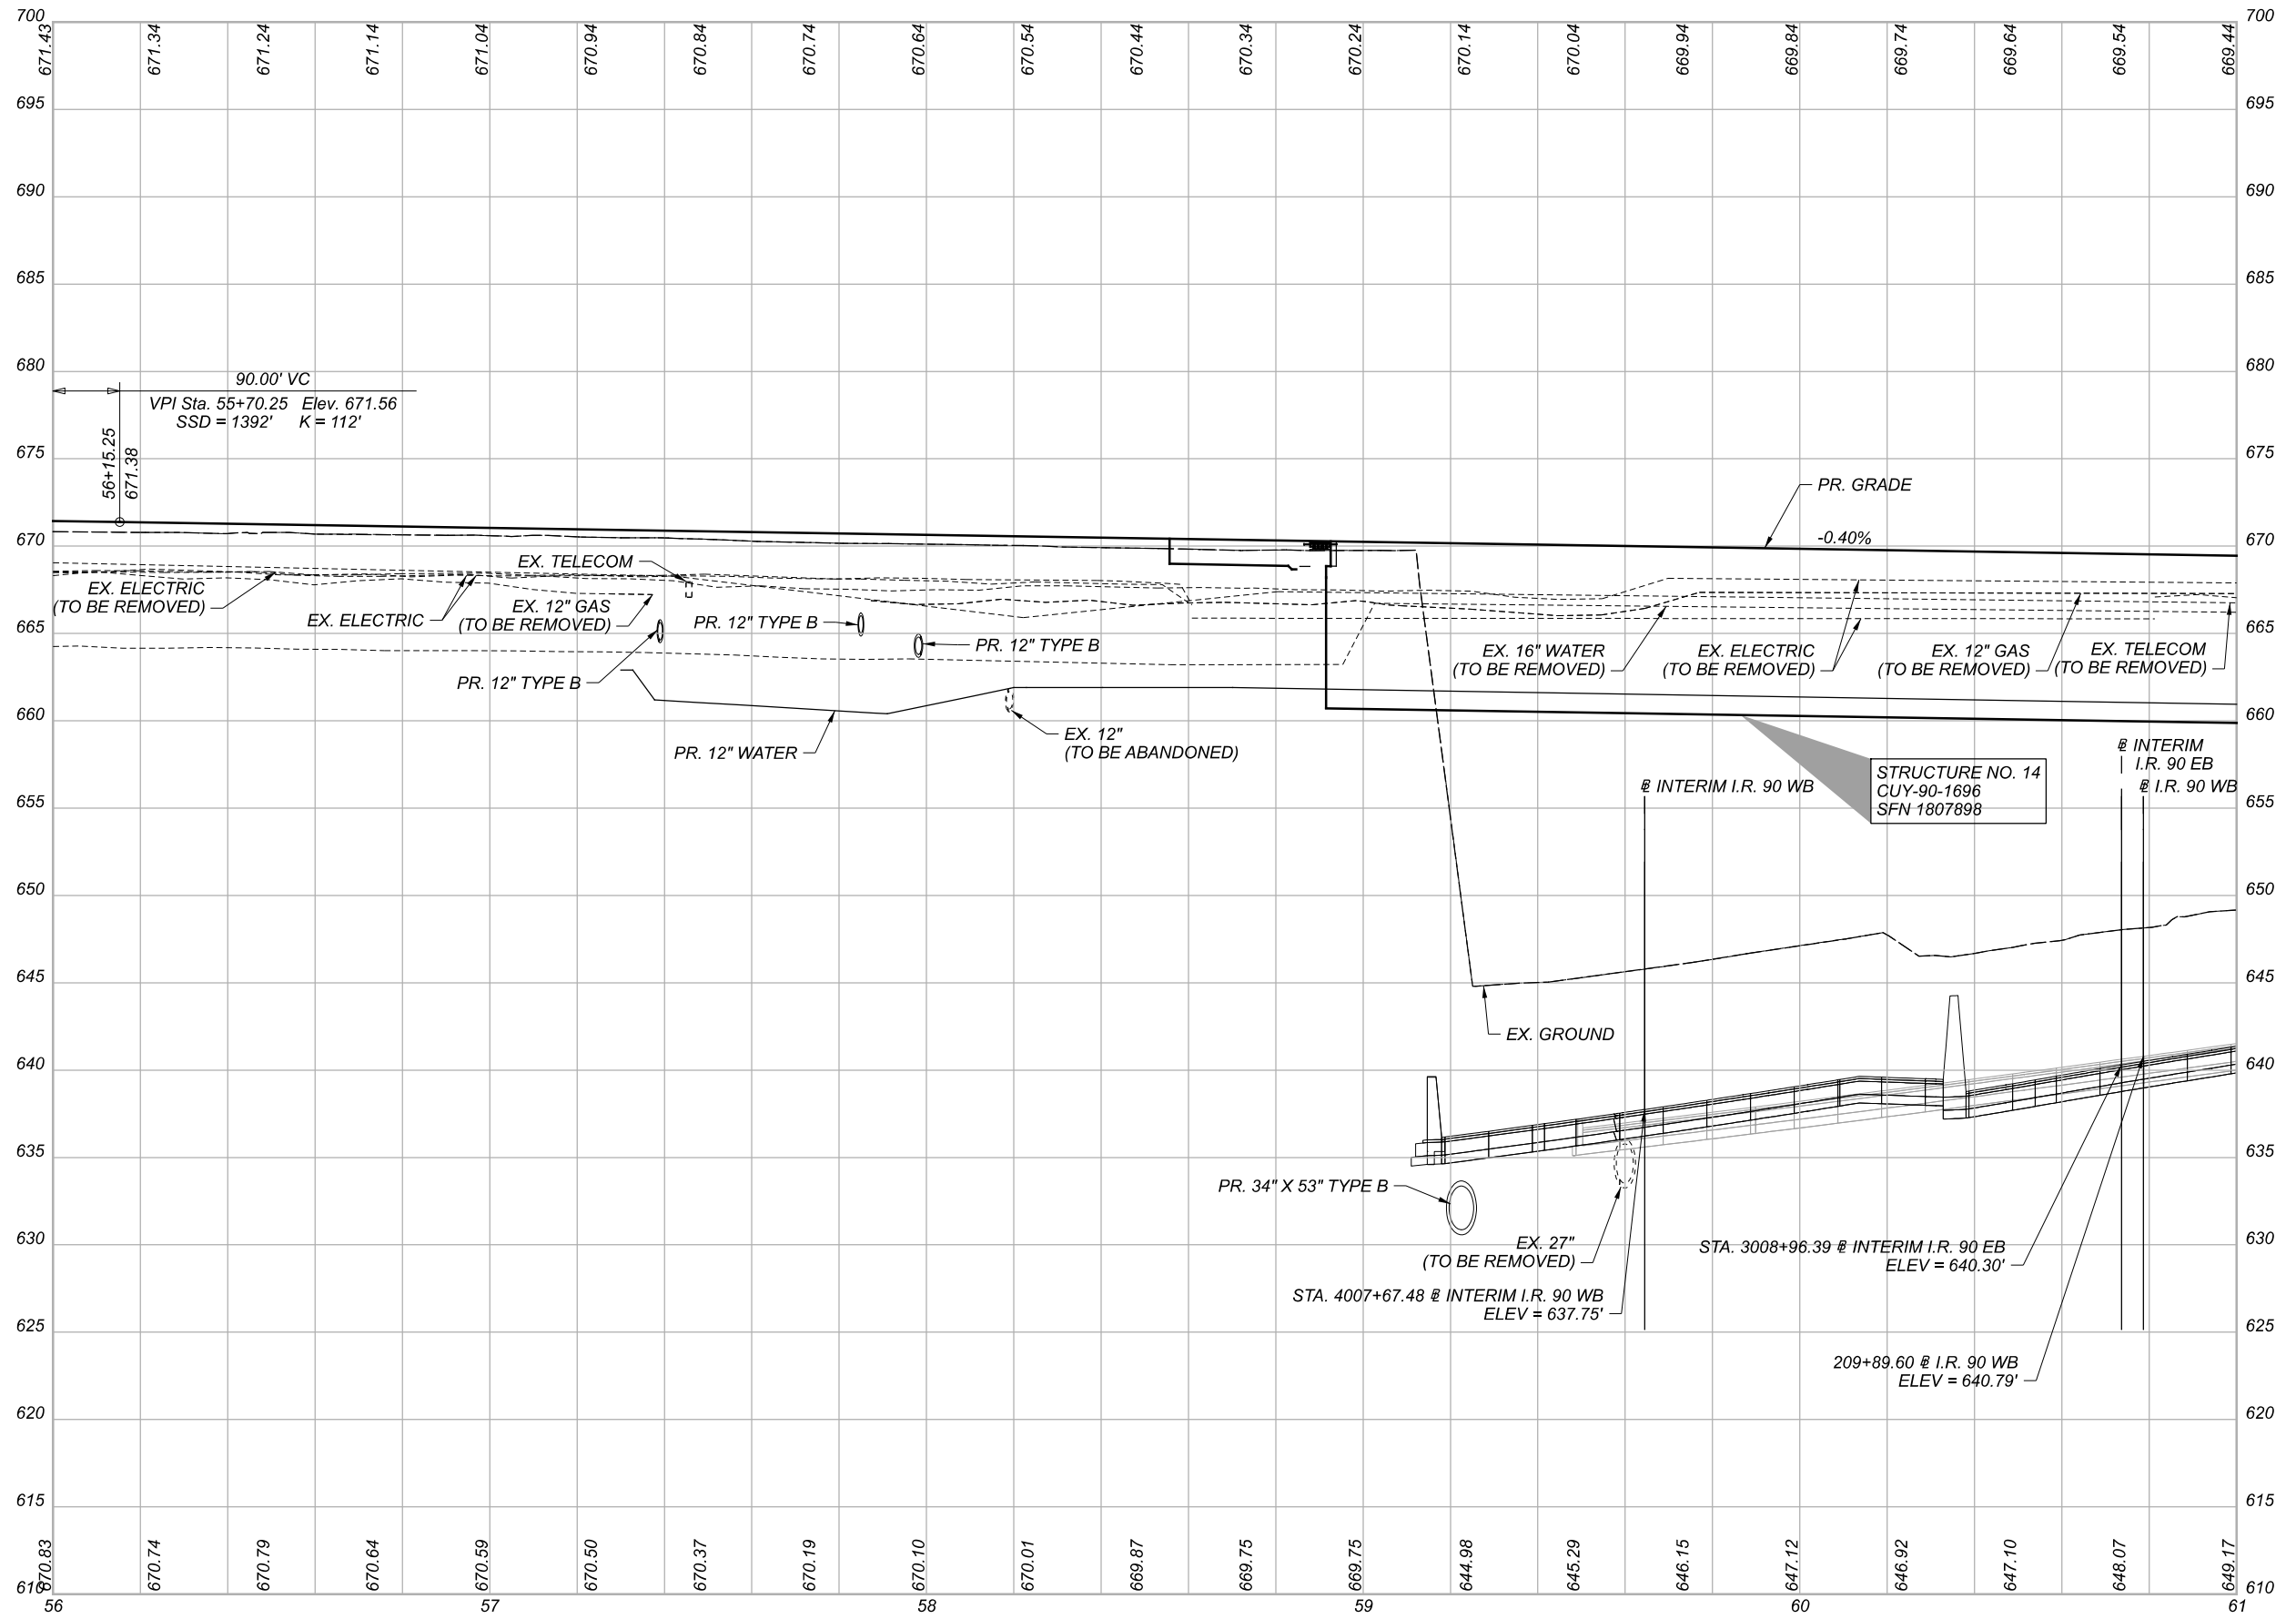 700
671.43
671.34
671.24
671.14
671.04
670.94
670.84
670.74
670.64
670.54
670.44
670.34
670.24
670.14
670.04
669.94
669.84
669.74
669.64
669.54
669.44
700
695
695
690
690
685
685
680
680
90.00' VC
VPI Sta. 55+70.25 Elev. 671.56
SSD = 1392' K = 112'
56+15.25
671.38
675
675
PR. GRADE
-0.40%
670
670
EX. TELECOM
EX. ELECTRIC
(TO BE REMOVED)
EX. ELECTRIC
EX. 12" GAS
(TO BE REMOVED)
PR. 12" TYPE B
PR. 12" TYPE B
PR. 12" TYPE B
665
665
EX. 16" WATER
(TO BE REMOVED)
EX. ELECTRIC
(TO BE REMOVED)
EX. 12" GAS
(TO BE REMOVED)
EX. TELECOM
(TO BE REMOVED)
660
660
PR. 12" WATER
EX. 12"
(TO BE ABANDONED)
STRUCTURE NO. 14
CUY-90-1696
SFN 1807898
INTERIM
I.R. 90 EB
INTERIM I.R. 90 WB
I.R. 90 WB
655
655
650
650
645
645
EX. GROUND
640
640
635
635
PR. 34" X 53" TYPE B
630
630
EX. 27"
(TO BE REMOVED)
STA. 3008+96.39 INTERIM I.R. 90 EB
ELEV = 640.30'
STA. 4007+67.48 INTERIM I.R. 90 WB
ELEV = 637.75'
625
625
209+89.60 I.R. 90 WB
ELEV = 640.79'
620
620
615
615
670.83
670.74
670.79
670.64
670.59
670.50
670.37
670.19
670.10
670.01
669.87
669.75
669.75
644.98
645.29
646.15
647.12
646.92
647.10
648.07
649.17
610
610
56
57
58
59
60
61